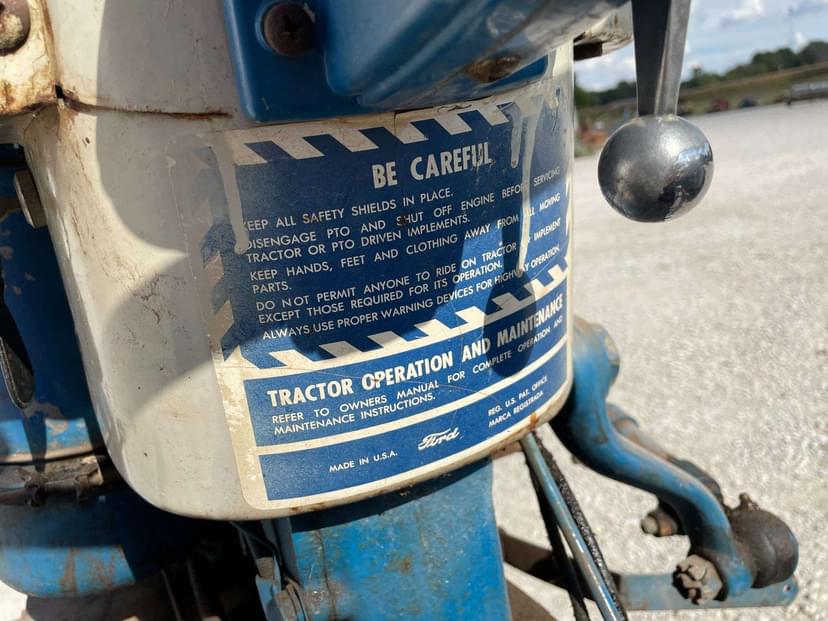 BE CAREFUL
KEEP ALL SAFETY SHIELDS IN PLACE.
DISENGAGE PTO AND SHUT OFF ENGINE BEFORE SERVICING
TRACTOR OR PTO DRIVEN IMPLEMENTS.
KEEP HANDS, FEET AND CLOTHING AWAY FROM ALL MOVING
PARTS.
DO NOT PERMIT ANYONE TO RIDE ON TRACTOR OR IMPLEMENT
EXCEPT THOSE REQUIRED FOR ITS OPERATION.
ALWAYS USE PROPER WARNING DEVICES FOR HIGHWAY OPERATION.
TRACTOR OPERATION AND MAINTENANCE
REFER TO OWNERS MANUAL FOR COMPLETE OPERATION AND
MAINTENANCE INSTRUCTIONS.
MADE IN U.S.A.
Ford
REG. U.S. PAT. OFFICE
MARCA REGISTRADA